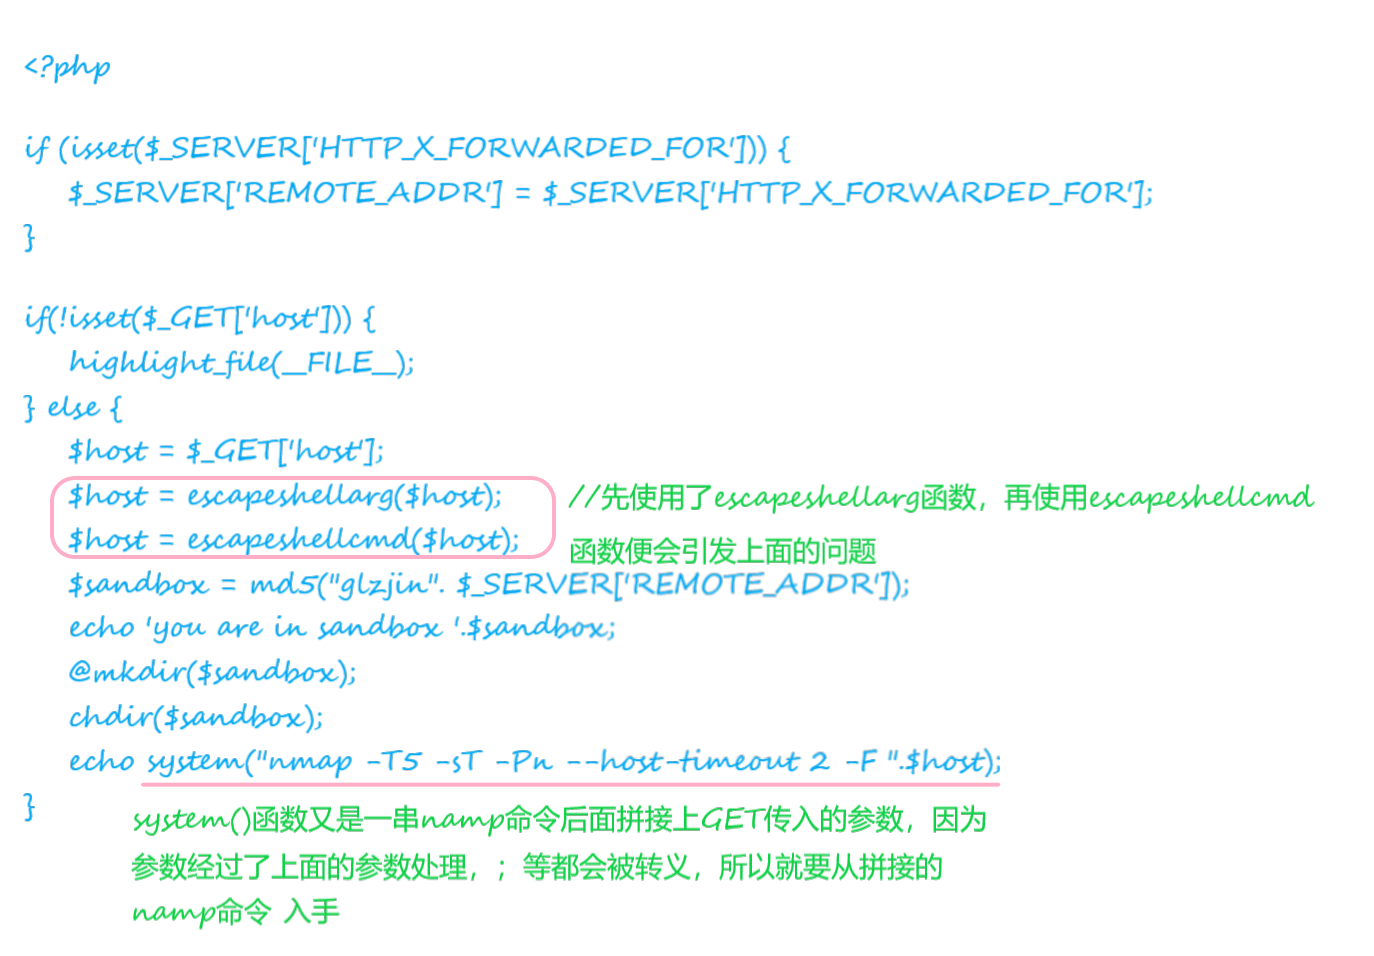 <?php
if (isset($_SERVER['HTTP_X_FORWARDED_FOR'])) {
$_SERVER['REMOTE_ADDR'] = $_SERVER['HTTP_X_FORWARDED_FOR'];
}
if(!isset($_GET['host'])) {
highlight_file(__FILE__);
} else {
$host = $_GET['host'];
$host = escapeshellarg($host); //先使用了escapeshellarg函数，再使用escapeshellcmd
$host = escapeshellcmd($host); 函数便会引发上面的问题
$sandbox = md5("glzjin". $_SERVER['REMOTE_ADDR']);
echo 'you are in sandbox '.$sandbox;
@mkdir($sandbox);
chdir($sandbox);
echo system("nmap -T5 -sT -Pn --host-timeout 2 -F ".$host);
}
system()函数又是一串namp命令后面拼接上GET传入的参数，因为
参数经过了上面的参数处理，；等都会被转义，所以就要从拼接的
namp命令 入手